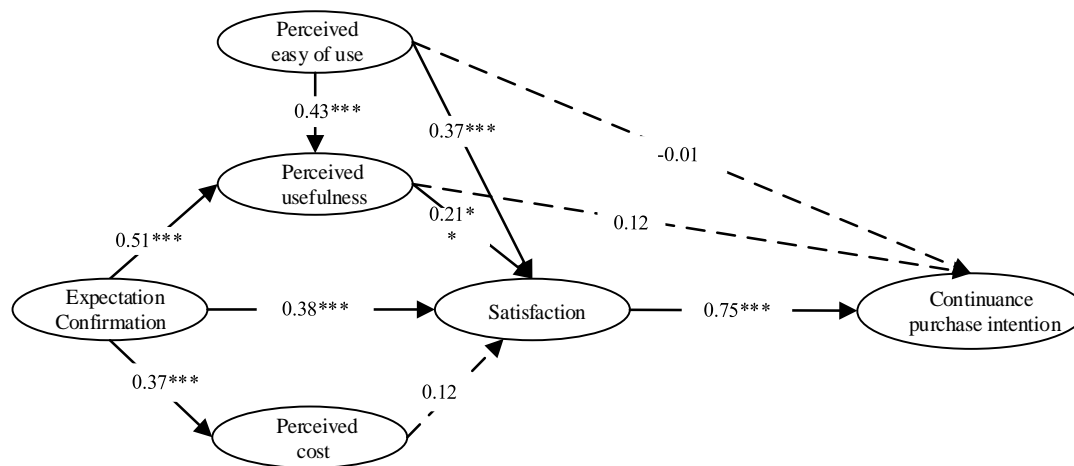 Perceived
easy of use
0.43***
0.37***
-0.01
Perceived
usefulness
0.21*
*
0.12
0.51***
Expectation
Confirmation
0.38***
Satisfaction
0.75***
Continuance
purchase intention
0.37***
0.12
Perceived
cost